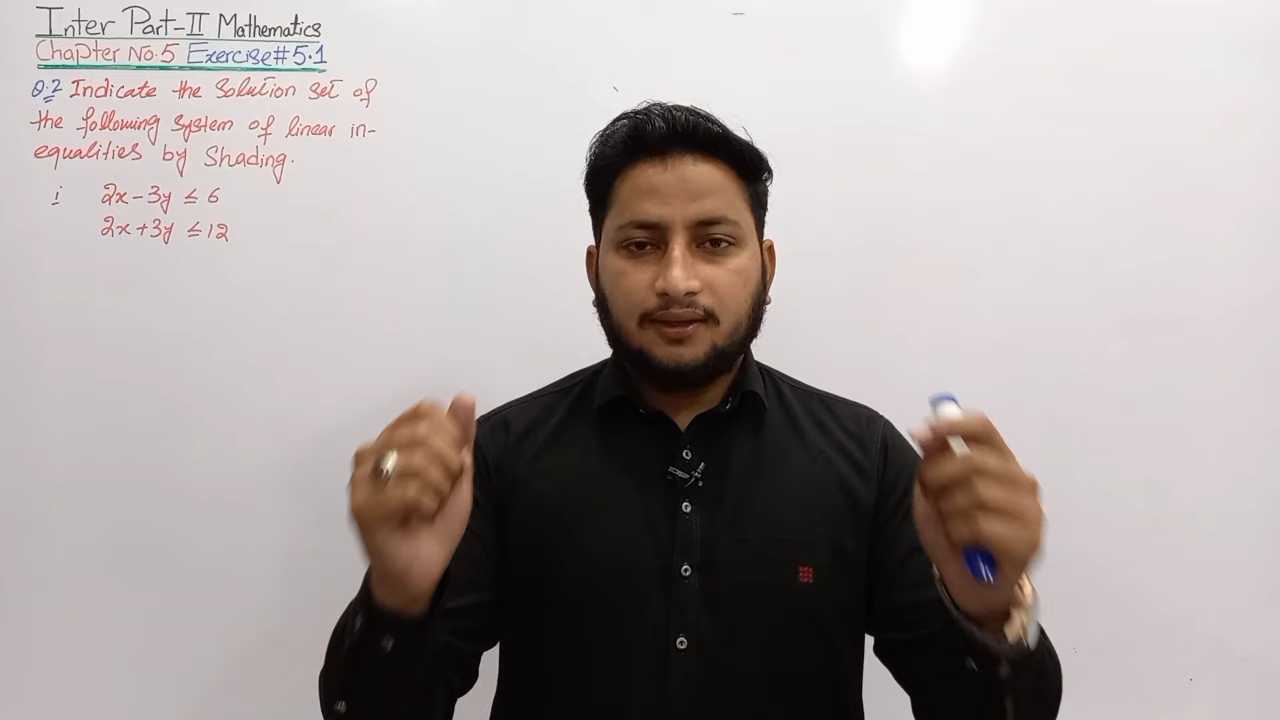 Inter Part-II Mathematics
Chapter No.5 Exercise#5.1
Q.2 Indicate the Solution set of
the following system of linear in-
equalities by Shading.
i 2x-3y ≤ 6
2x+3y ≤ 12